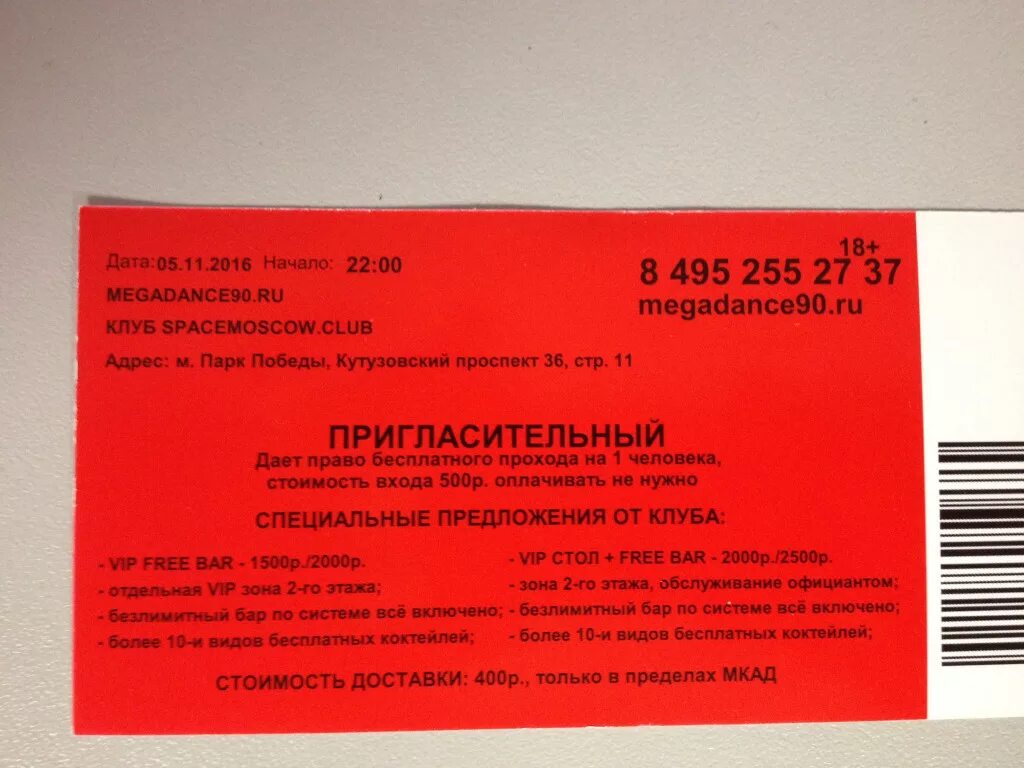 Дата:05.11.2016 Начало: 22:00
MEGADANCE90.RU
КЛУБ SPACEMOSCOW.CLUB
Адрес: м. Парк Победы, Кутузовский проспект 36, стр. 11
18+
8 495 255 27 37
megadance90.ru
ПРИГЛАСИТЕЛЬНЫЙ
Дает право бесплатного прохода на 1 человека,
стоимость входа 500р. оплачивать не нужно
СПЕЦИАЛЬНЫЕ ПРЕДЛОЖЕНИЯ ОТ КЛУБА:
- VIP FREE BAR - 1500р./2000р.
- отдельная VIP зона 2-го этажа;
- безлимитный бар по системе всё включено;
- более 10-и видов бесплатных коктейлей;
- VIP СТОЛ + FREE BAR - 2000р./2500р.
- зона 2-го этажа, обслуживание официантом;
- безлимитный бар по системе всё включено;
- более 10-и видов бесплатных коктейлей;
СТОИМОСТЬ ДОСТАВКИ: 400р., только в пределах МКАД